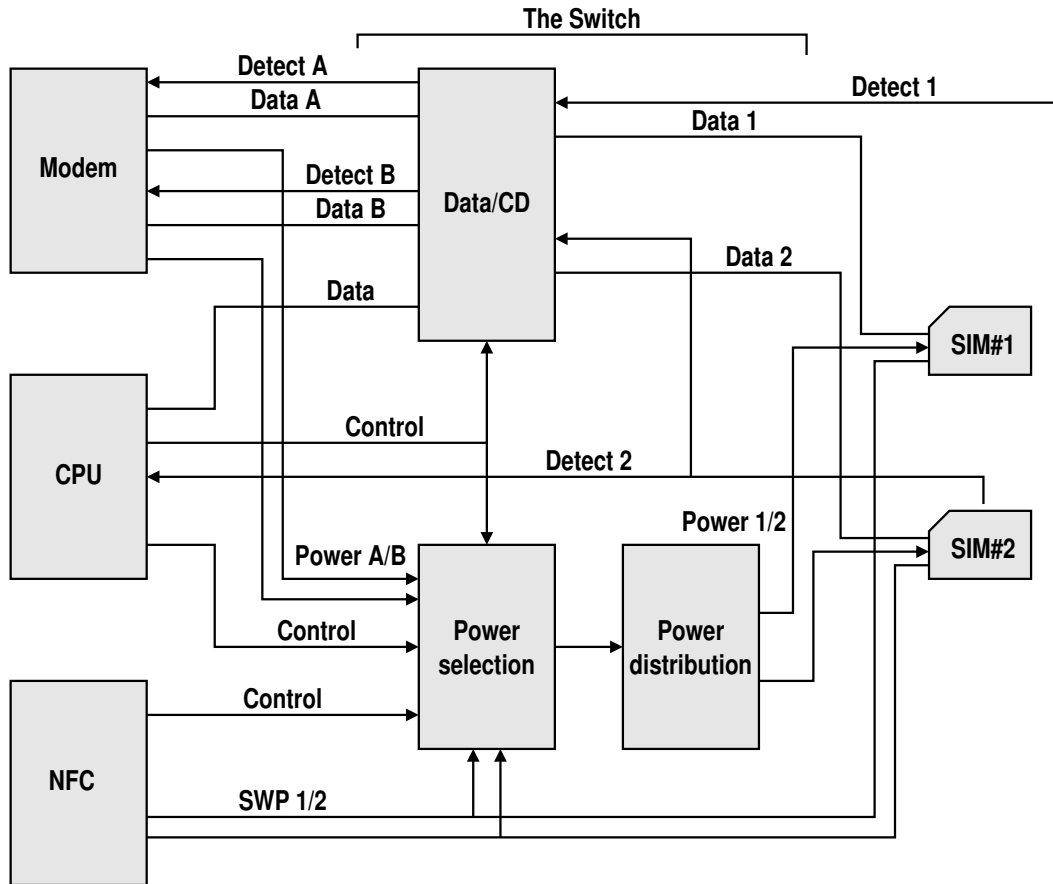 The Switch
Detect A
Detect 1
Data A
Data 1
Modem
Detect B
Data/CD
Data B
Data 2
Data
SIM#1
Control
CPU
Detect 2
Power 1/2
Power A/B
SIM#2
Control
Power
selection
Power
distribution
Control
NFC
SWP 1/2